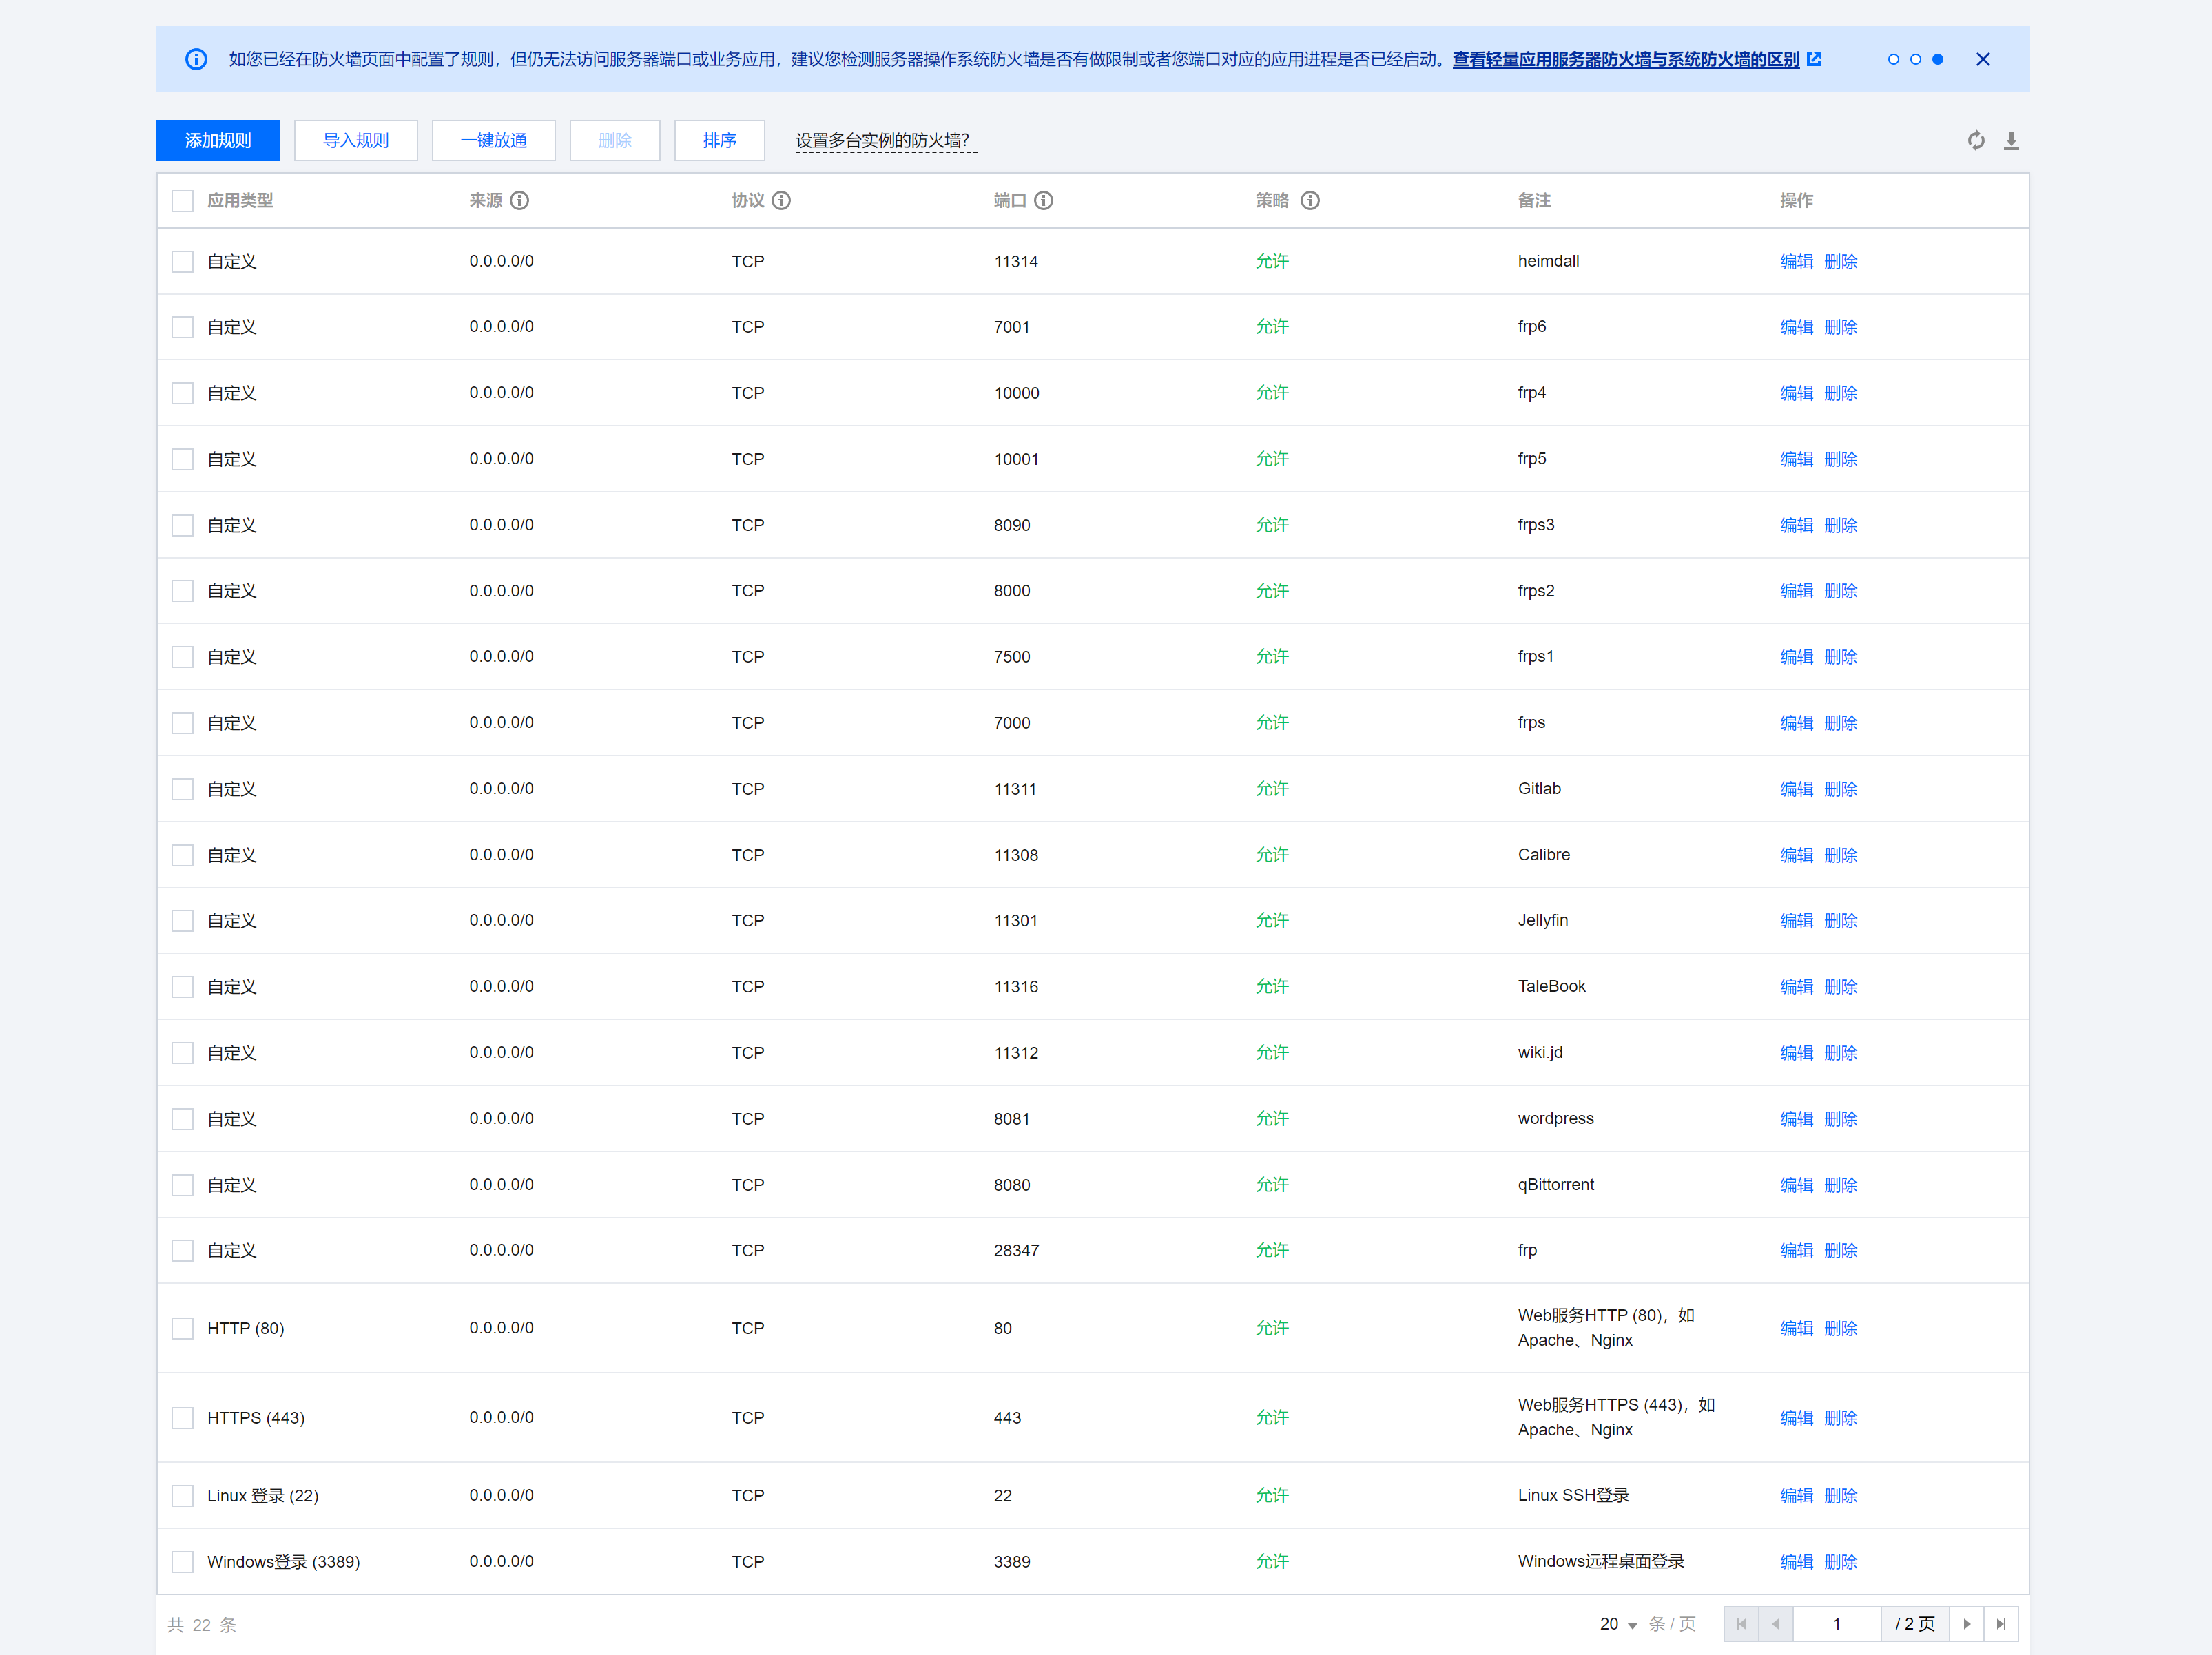 如您已经在防火墙页面中配置了规则，但仍无法访问服务器端口或业务应用，建议您检测服务器操作系统防火墙是否有做限制或者您端口对应的应用进程是否已经启动。查看轻量应用服务器防火墙与系统防火墙的区别
添加规则 导入规则 一键放通 删除 排序 设置多台实例的防火墙？
应用类型 来源 协议 端口 策略 备注 操作
自定义 0.0.0.0/0 TCP 11314 允许 heimdall 编辑 删除
自定义 0.0.0.0/0 TCP 7001 允许 frp6 编辑 删除
自定义 0.0.0.0/0 TCP 10000 允许 frp4 编辑 删除
自定义 0.0.0.0/0 TCP 10001 允许 frp5 编辑 删除
自定义 0.0.0.0/0 TCP 8090 允许 frps3 编辑 删除
自定义 0.0.0.0/0 TCP 8000 允许 frps2 编辑 删除
自定义 0.0.0.0/0 TCP 7500 允许 frps1 编辑 删除
自定义 0.0.0.0/0 TCP 7000 允许 frps 编辑 删除
自定义 0.0.0.0/0 TCP 11311 允许 Gitlab 编辑 删除
自定义 0.0.0.0/0 TCP 11308 允许 Calibre 编辑 删除
自定义 0.0.0.0/0 TCP 11301 允许 Jellyfin 编辑 删除
自定义 0.0.0.0/0 TCP 11316 允许 TaleBook 编辑 删除
自定义 0.0.0.0/0 TCP 11312 允许 wiki.jd 编辑 删除
自定义 0.0.0.0/0 TCP 8081 允许 wordpress 编辑 删除
自定义 0.0.0.0/0 TCP 8080 允许 qBittorrent 编辑 删除
自定义 0.0.0.0/0 TCP 28347 允许 frp 编辑 删除
HTTP (80) 0.0.0.0/0 TCP 80 允许 Web服务HTTP (80)，如 编辑 删除
Apache、Nginx
HTTPS (443) 0.0.0.0/0 TCP 443 允许 Web服务HTTPS (443)，如 编辑 删除
Apache、Nginx
Linux 登录 (22) 0.0.0.0/0 TCP 22 允许 Linux SSH登录 编辑 删除
Windows登录 (3389) 0.0.0.0/0 TCP 3389 允许 Windows远程桌面登录 编辑 删除
共 22 条 20 条 / 页 1 / 2 页